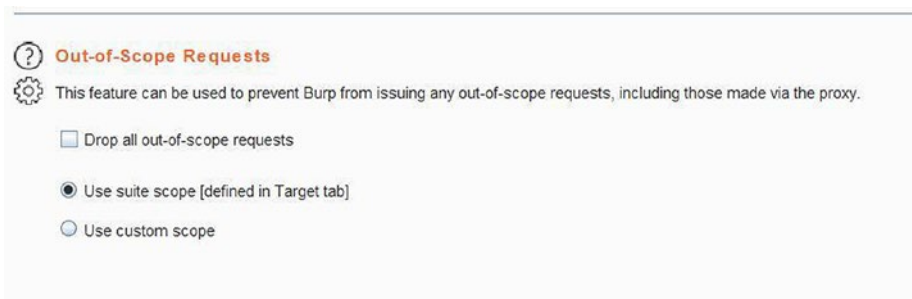 Out-of-Scope Requests
This feature can be used to prevent Burp from issuing any out-of-scope requests, including those made via the proxy.
Drop all out-of-scope requests
Use suite scope [defined in Target tab]
Use custom scope